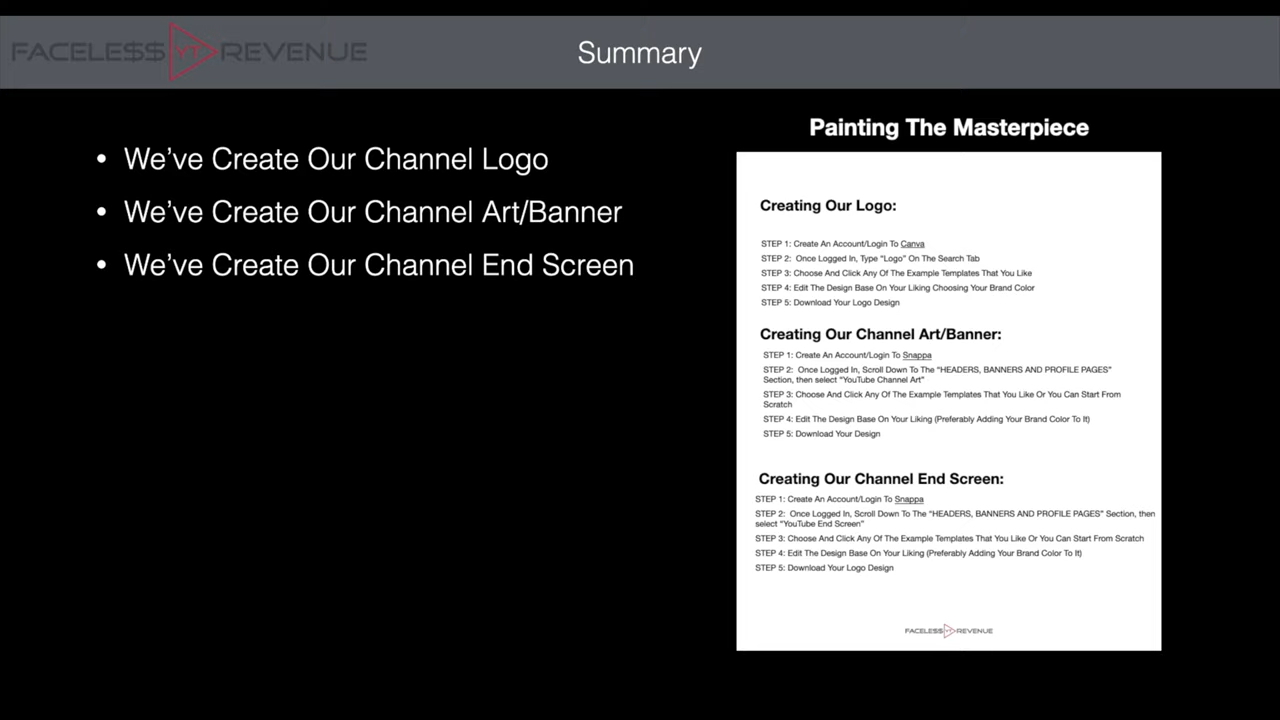 FACELE$$ YT REVENUE
Summary
• We've Create Our Channel Logo
• We've Create Our Channel Art/Banner
• We've Create Our Channel End Screen
Painting The Masterpiece
Creating Our Logo:
STEP 1: Create An Account/Login To Canva
STEP 2: Once Logged In, Type “Logo” On The Search Tab
STEP 3: Choose And Click Any Of The Example Templates That You Like
STEP 4: Edit The Design Base On Your Liking Choosing Your Brand Color
STEP 5: Download Your Logo Design
Creating Our Channel Art/Banner:
STEP 1: Create An Account/Login To Snappa
STEP 2: Once Logged In, Scroll Down To The “HEADERS, BANNERS AND PROFILE PAGES”
Section, then select “YouTube Channel Art”
STEP 3: Choose And Click Any Of The Example Templates That You Like Or You Can Start From
Scratch
STEP 4: Edit The Design Base On Your Liking (Preferably Adding Your Brand Color To It)
STEP 5: Download Your Design
Creating Our Channel End Screen:
STEP 1: Create An Account/Login To Snappa
STEP 2: Once Logged In, Scroll Down To The “HEADERS, BANNERS AND PROFILE PAGES” Section, then
select “YouTube End Screen”
STEP 3: Choose And Click Any Of The Example Templates That You Like Or You Can Start From Scratch
STEP 4: Edit The Design Base On Your Liking (Preferably Adding Your Brand Color To It)
STEP 5: Download Your Logo Design
FACELE$$ YT REVENUE